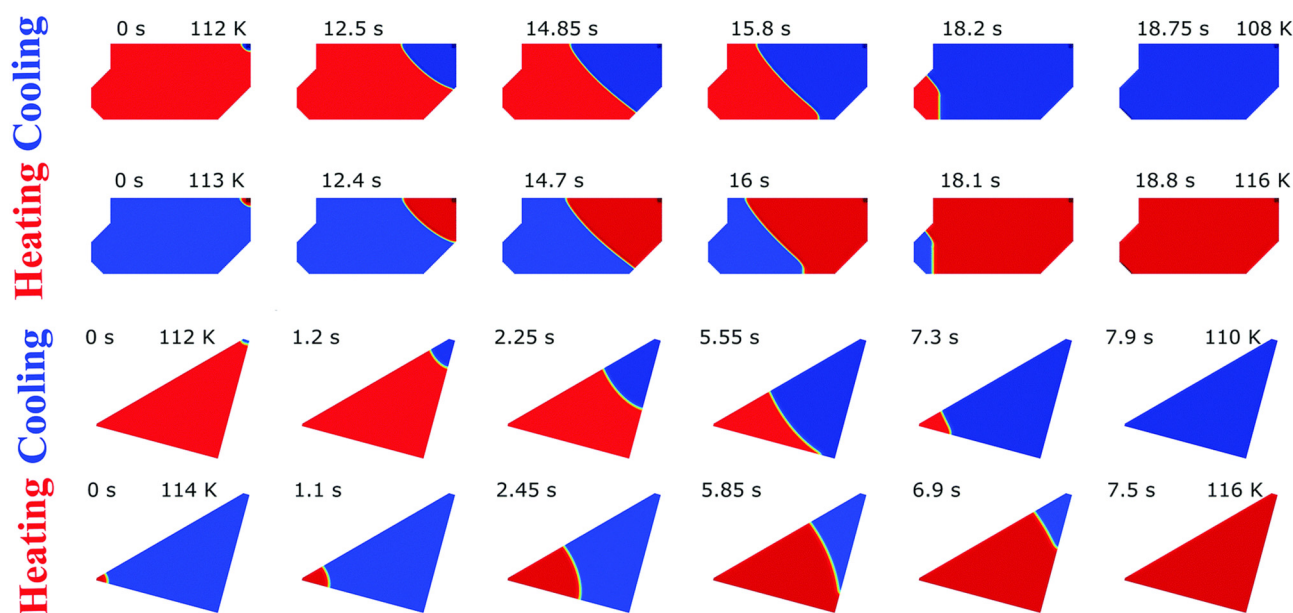 Cooling
0 s 112 K 12.5 s 14.85 s 15.8 s 18.2 s 18.75 s 108 K
Heating
0 s 113 K 12.4 s 14.7 s 16 s 18.1 s 18.8 s 116 K
Cooling
0 s 112 K 1.2 s 2.25 s 5.55 s 7.3 s 7.9 s 110 K
Heating
0 s 114 K 1.1 s 2.45 s 5.85 s 6.9 s 7.5 s 116 K